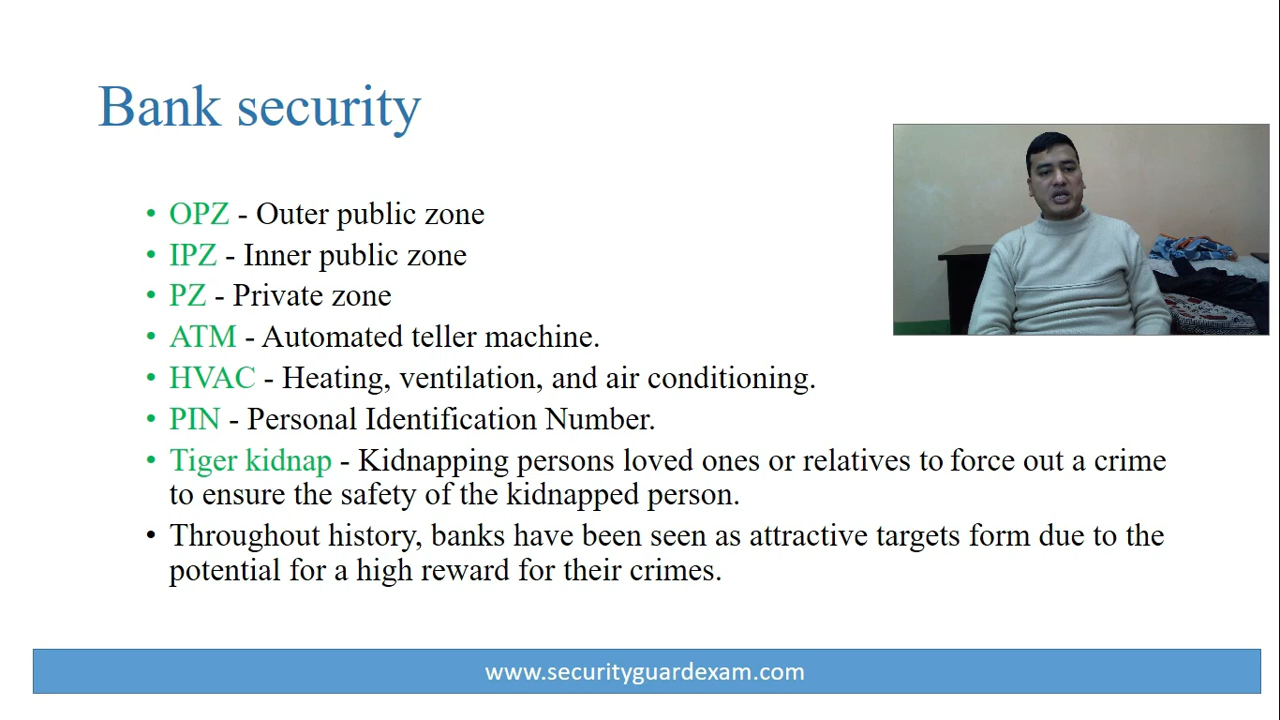 Bank security
• OPZ - Outer public zone
• IPZ - Inner public zone
• PZ - Private zone
• ATM - Automated teller machine.
• HVAC - Heating, ventilation, and air conditioning.
• PIN - Personal Identification Number.
• Tiger kidnap - Kidnapping persons loved ones or relatives to force out a crime
to ensure the safety of the kidnapped person.
• Throughout history, banks have been seen as attractive targets form due to the
potential for a high reward for their crimes.
www.securityguardexam.com